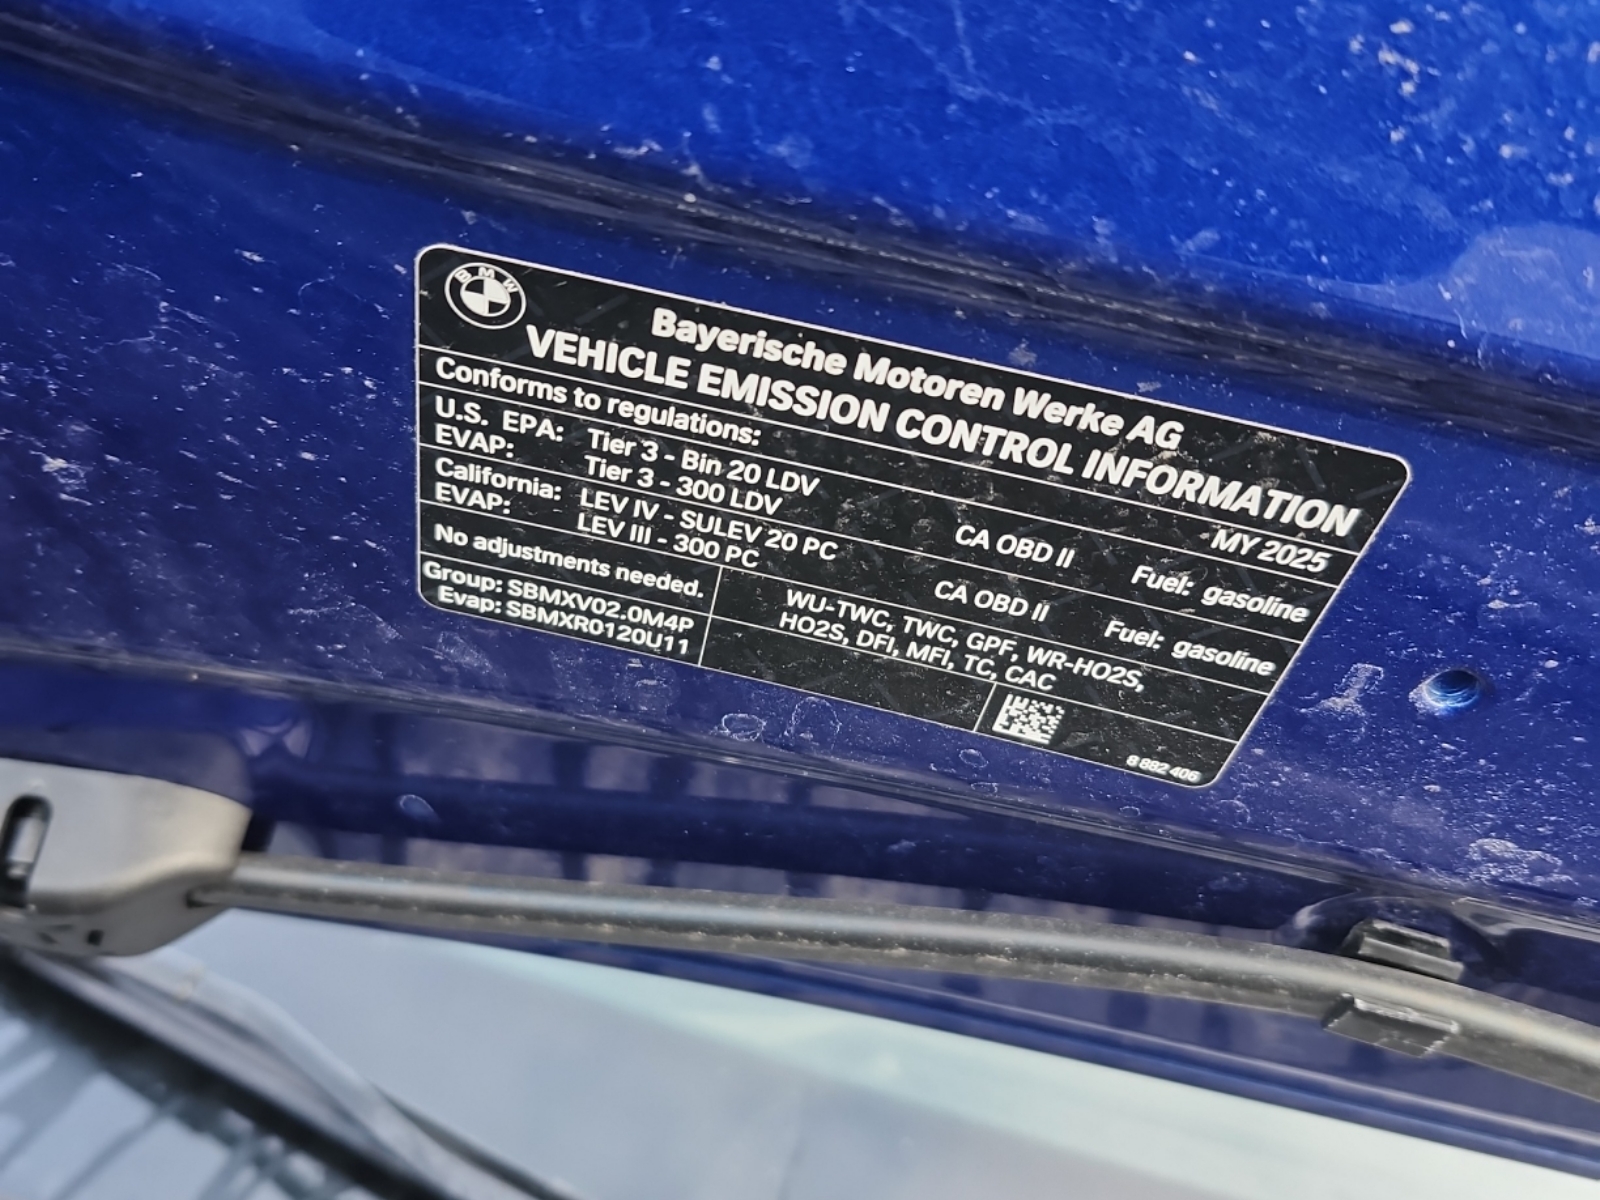 BMW
Bayerische Motoren Werke AG
VEHICLE EMISSION CONTROL INFORMATION
Conforms to regulations: MY 2025
U.S. EPA: Tier 3 - Bin 20 LDV CA OBD II Fuel: gasoline
EVAP: Tier 3 - 300 LDV
California: LEV IV - SULEV 20 PC CA OBD II Fuel: gasoline
EVAP: LEV III - 300 PC
No adjustments needed. WU-TWC, TWC, GPF, WR-HO2S,
HO2S, DFI, MFI, TC, CAC
Group: SBMXV02.0M4P
Evap: SBMXR0120U11
8 882 406